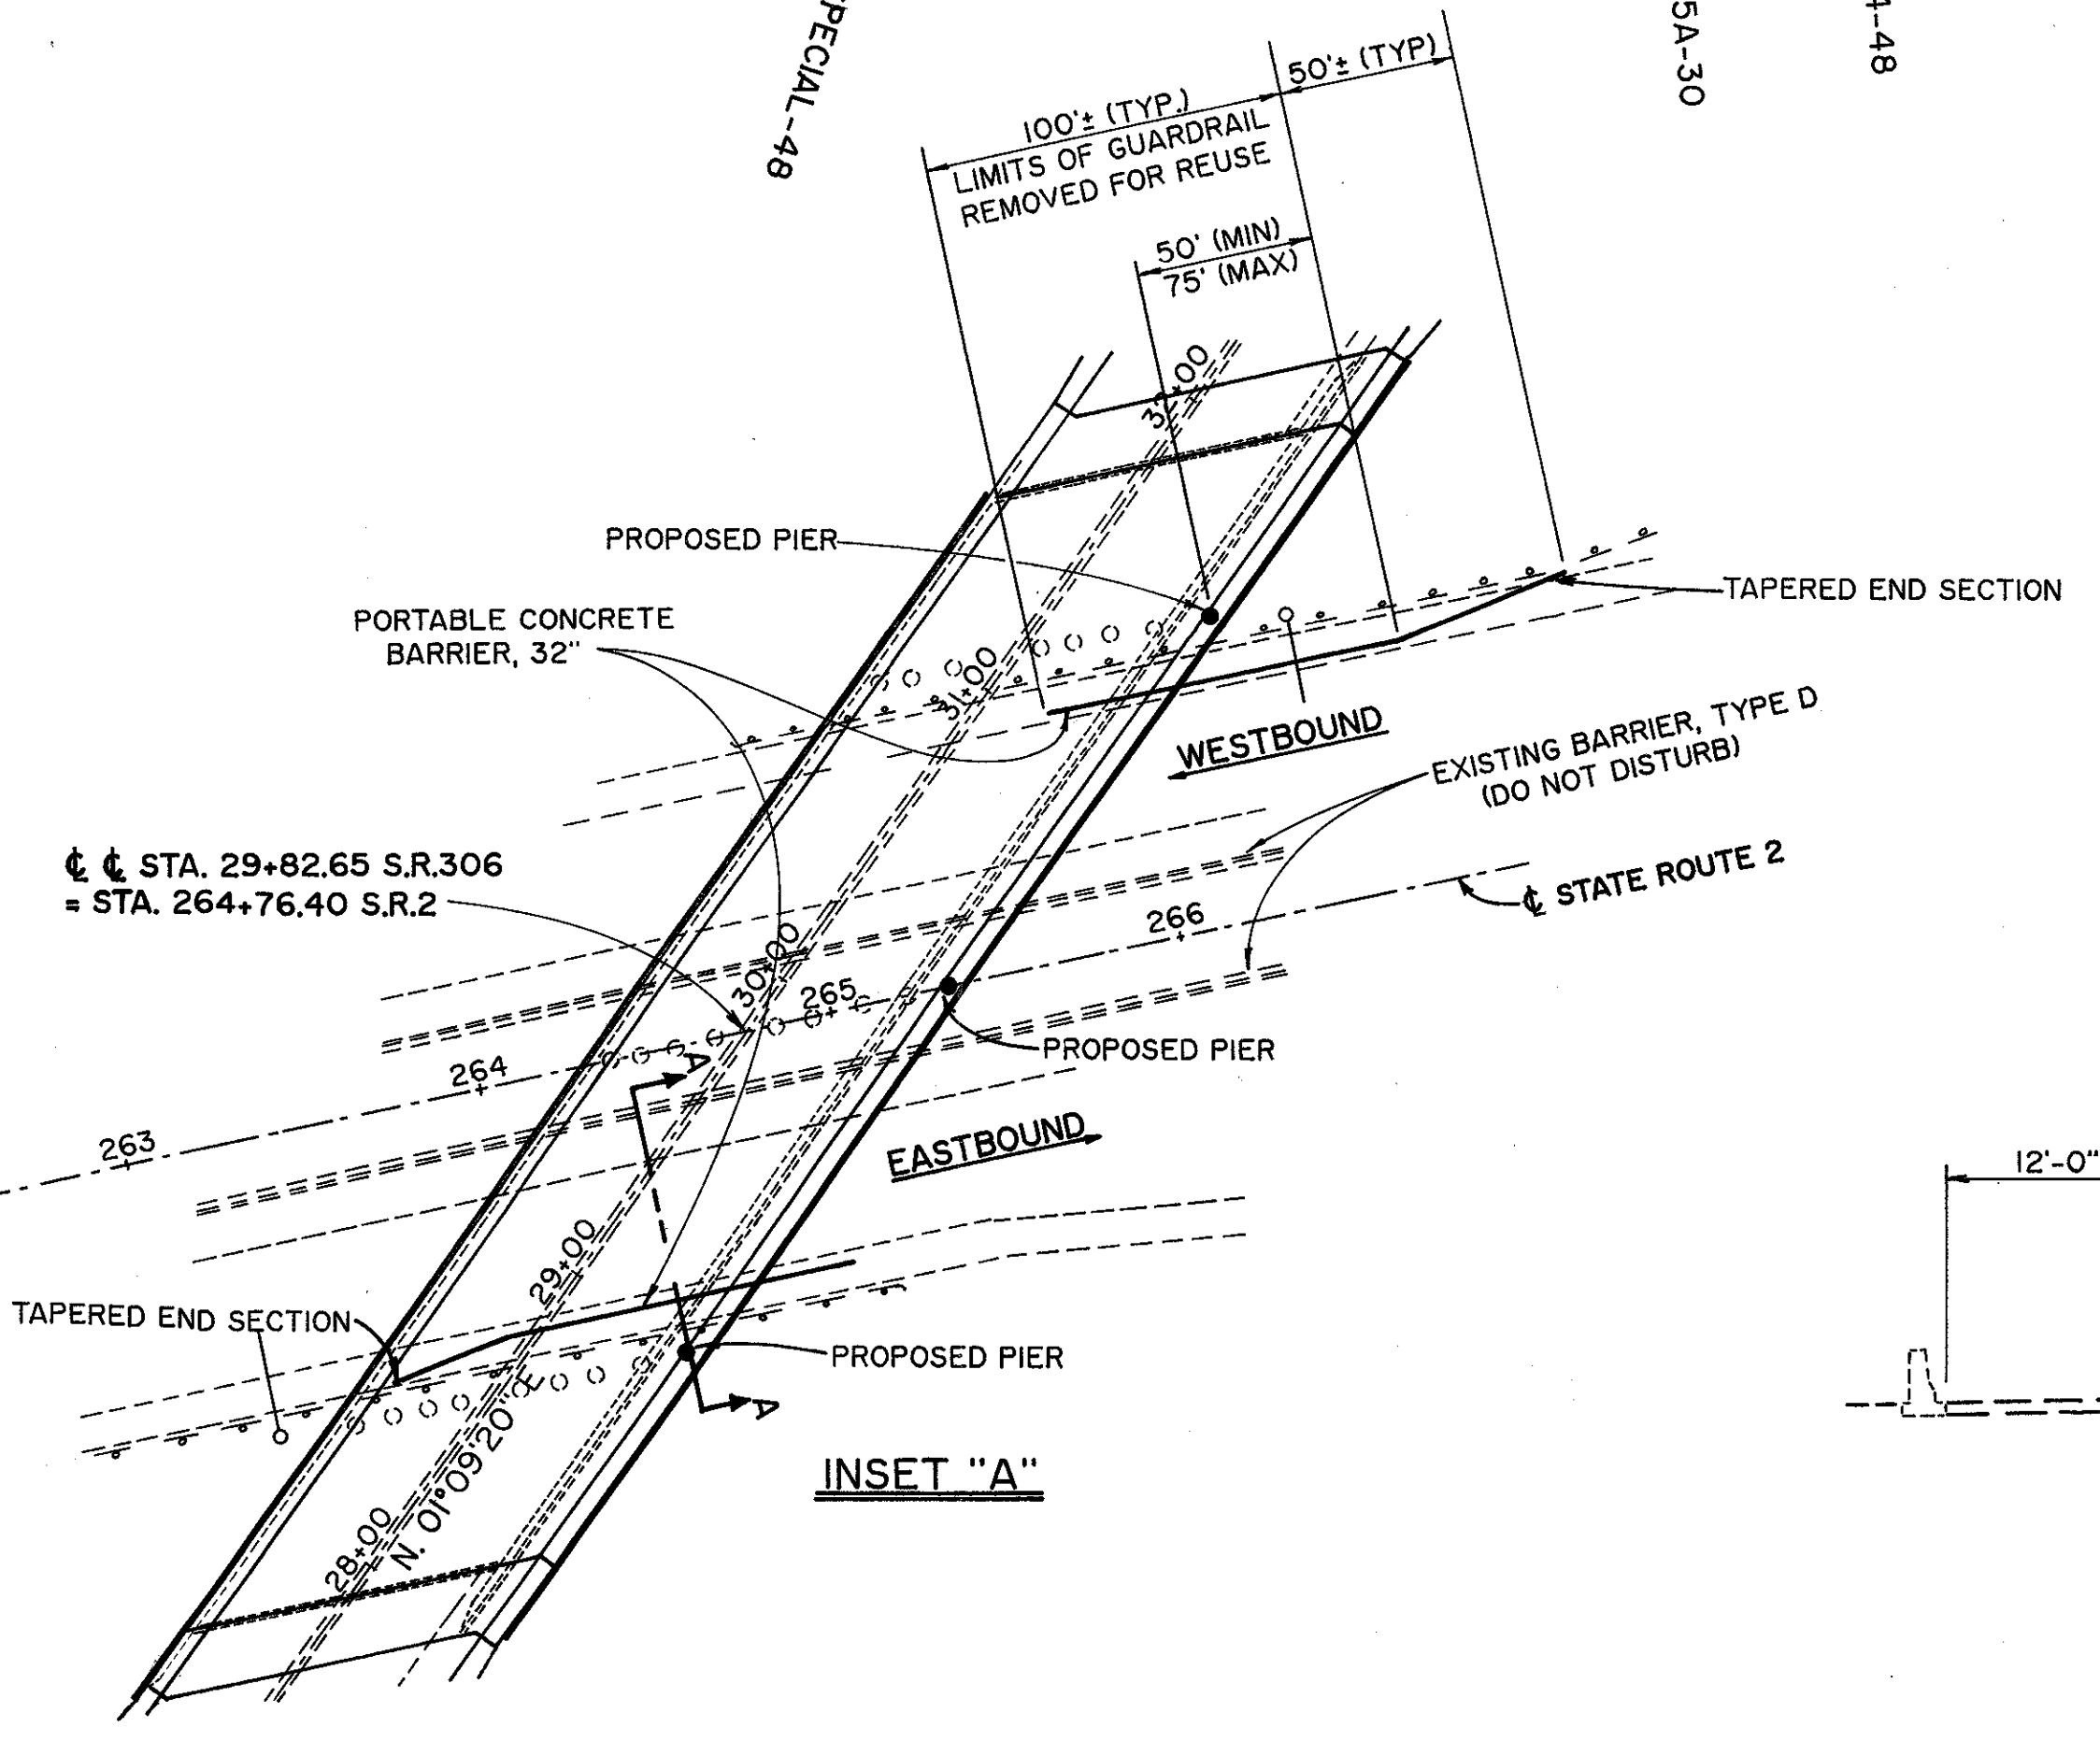 PECIAL-48
5A-30
4-48
50'± (TYP)
100'± (TYP.)
LIMITS OF GUARDRAIL
REMOVED FOR REUSE
50' (MIN)
75' (MAX)
32+00
PROPOSED PIER
TAPERED END SECTION
PORTABLE CONCRETE
BARRIER, 32"
31+00
WESTBOUND
EXISTING BARRIER, TYPE D
(DO NOT DISTURB)
℄ ℄ STA. 29+82.65 S.R.306
= STA. 264+76.40 S.R.2
℄ STATE ROUTE 2
266
30+00
265
264
263
A
PROPOSED PIER
EASTBOUND
12'-0"
29+00
TAPERED END SECTION
PROPOSED PIER
A
N. 01°09'20" E
INSET "A"
28+00